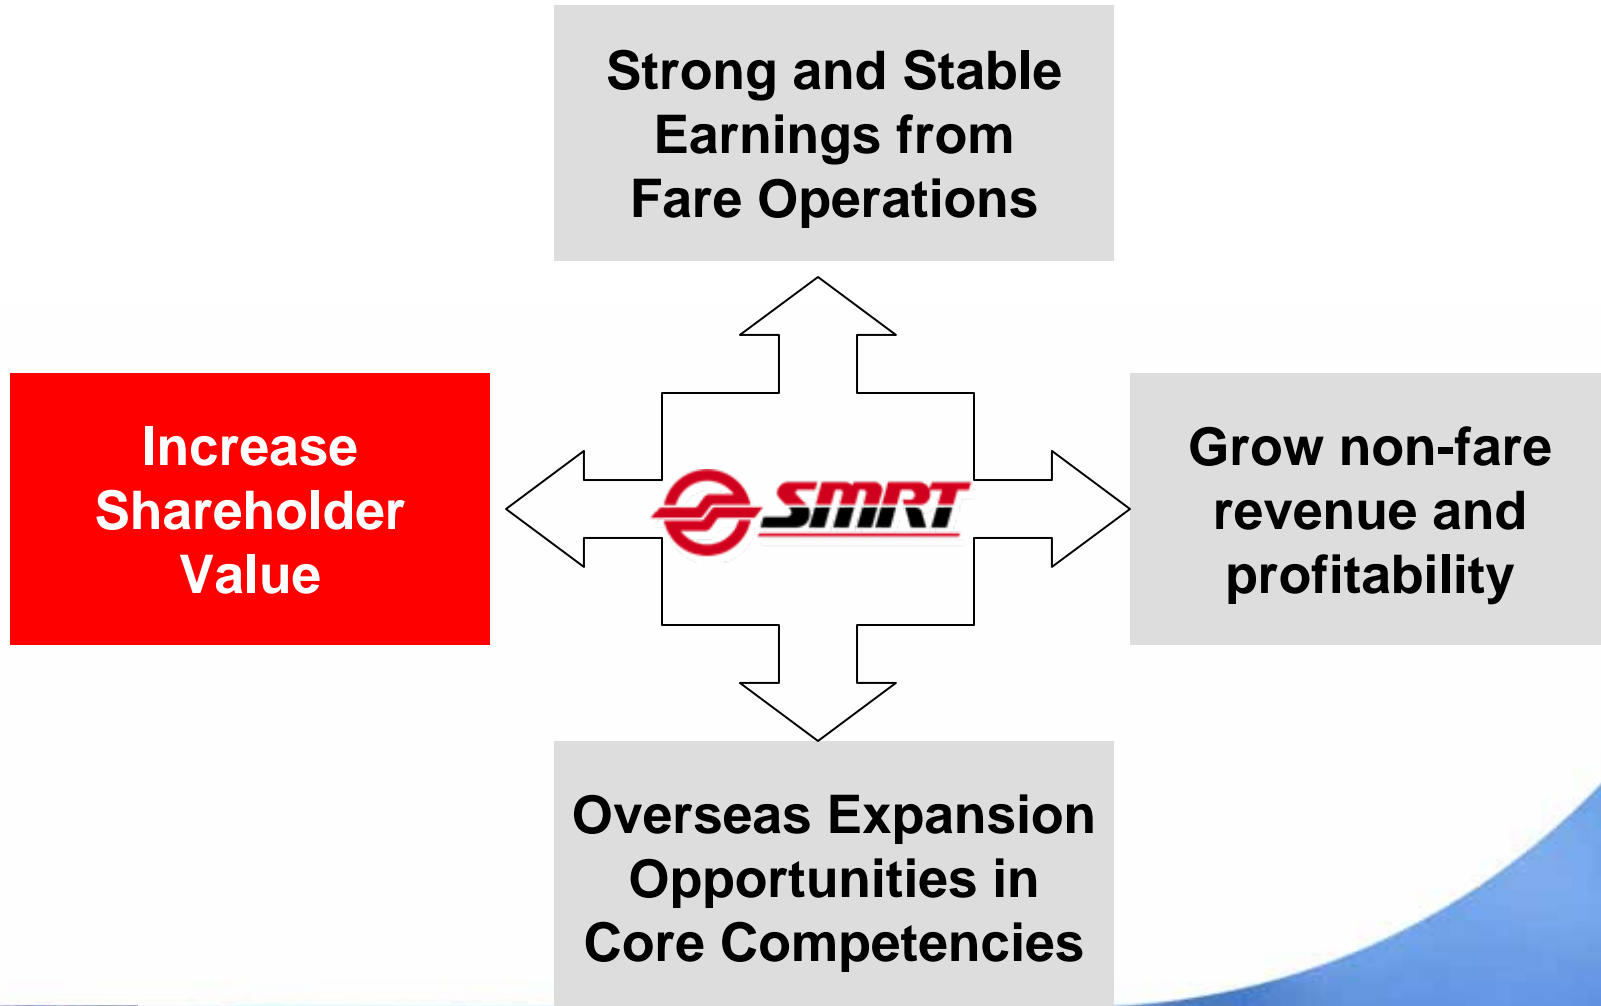 Strong and Stable
Earnings from
Fare Operations
Increase
Shareholder
Value
SMRT
Grow non-fare
revenue and
profitability
Overseas Expansion
Opportunities in
Core Competencies